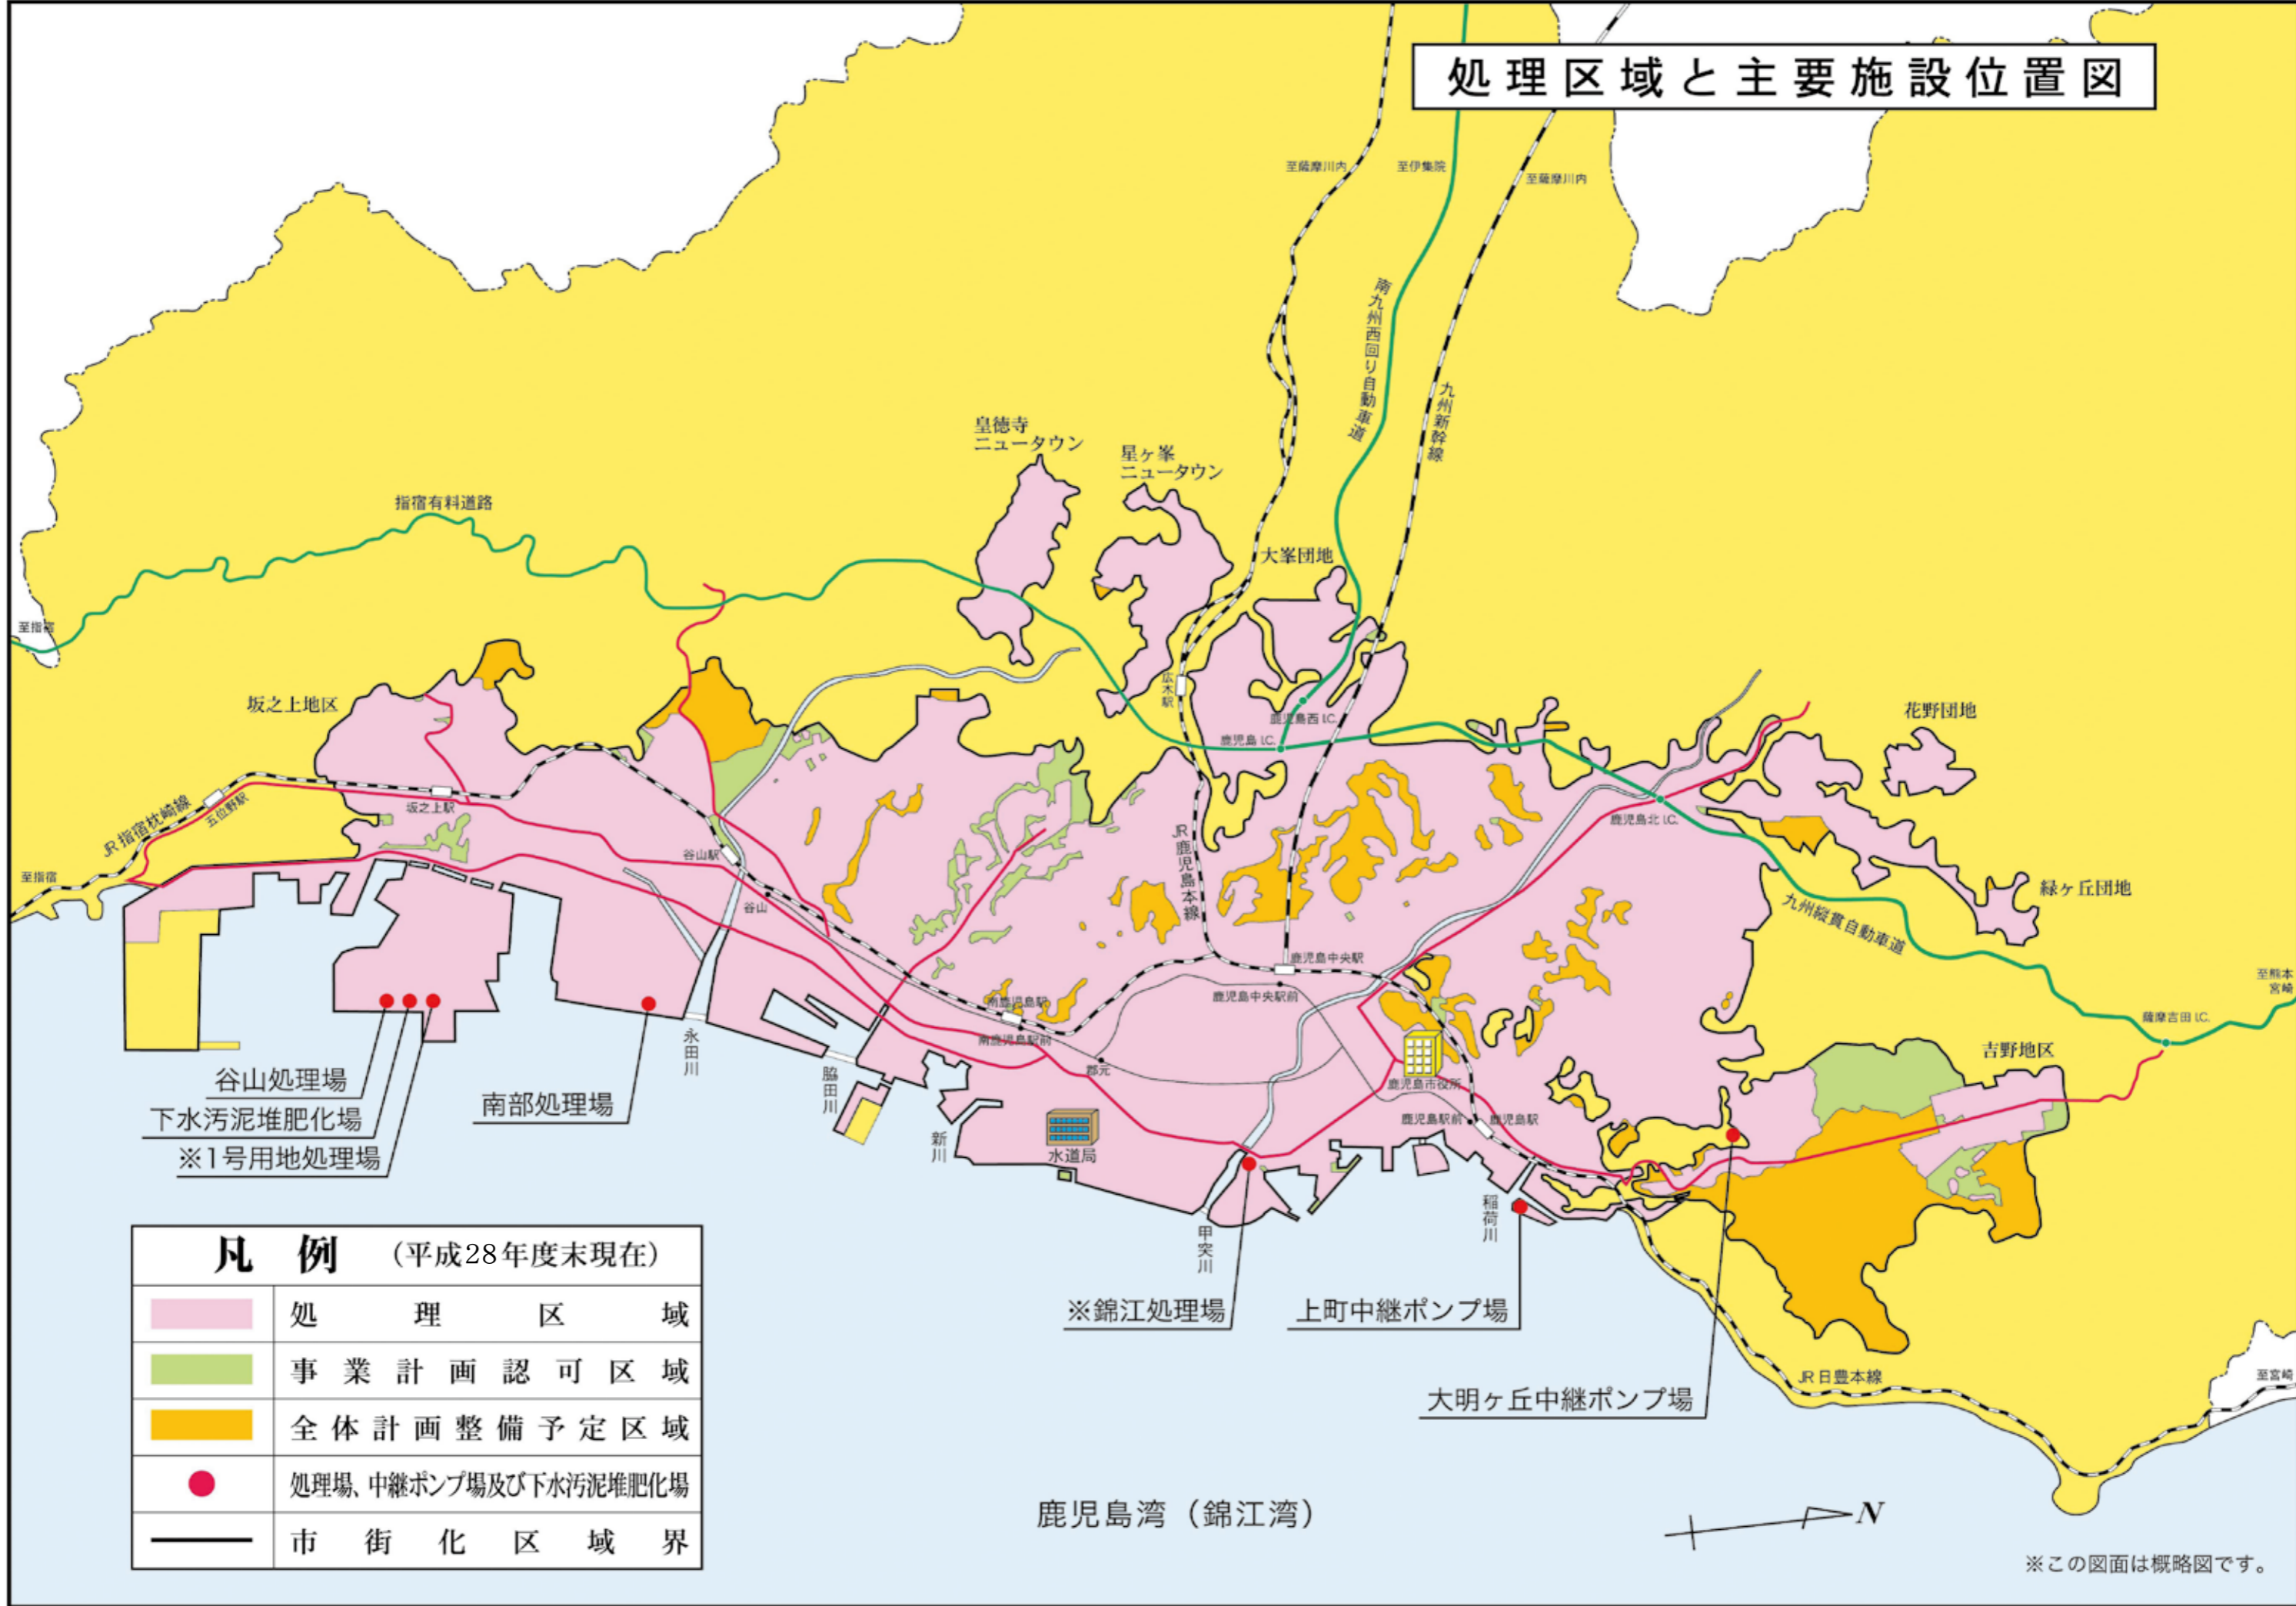 処理区域と主要施設位置図
至薩摩川内
至伊集院
至薩摩川内
南九州西回り自動車道
九州新幹線
皇徳寺
ニュータウン
星ヶ峯
ニュータウン
指宿有料道路
大峯団地
至指宿
坂之上地区
広木駅
鹿児島西I.C.
鹿児島I.C.
花野団地
JR指宿枕崎線
五位野駅
坂之上駅
鹿児島北I.C.
JR鹿児島本線
谷山駅
至指宿
緑ヶ丘団地
谷山
九州縦貫自動車道
鹿児島中央駅
至熊本
宮崎
鹿児島中央駅前
南鹿児島駅
薩摩吉田I.C.
南鹿児島駅前
永田川
吉野地区
郡元
脇田川
谷山処理場
鹿児島市役所
南部処理場
下水汚泥堆肥化場
鹿児島駅前
鹿児島駅
新川
水道局
※1号用地処理場
稲荷川
甲突川
※錦江処理場
上町中継ポンプ場
JR日豊本線
至宮崎
大明ヶ丘中継ポンプ場
凡例 (平成28年度末現在)
処理区域
事業計画認可区域
全体計画整備予定区域
処理場、中継ポンプ場及び下水汚泥堆肥化場
市街化区域界
鹿児島湾（錦江湾）
N
※この図面は概略図です。